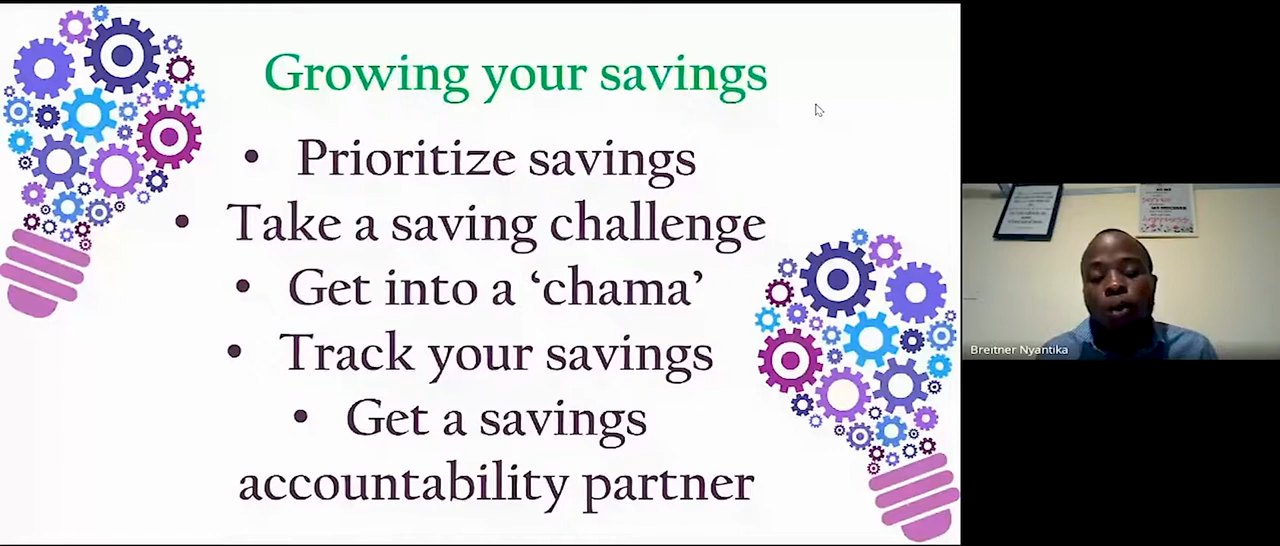 Growing your savings
• Prioritize savings
• Take a saving challenge
• Get into a ‘chama’
• Track your savings
• Get a savings
accountability partner
Breitner Nyantika